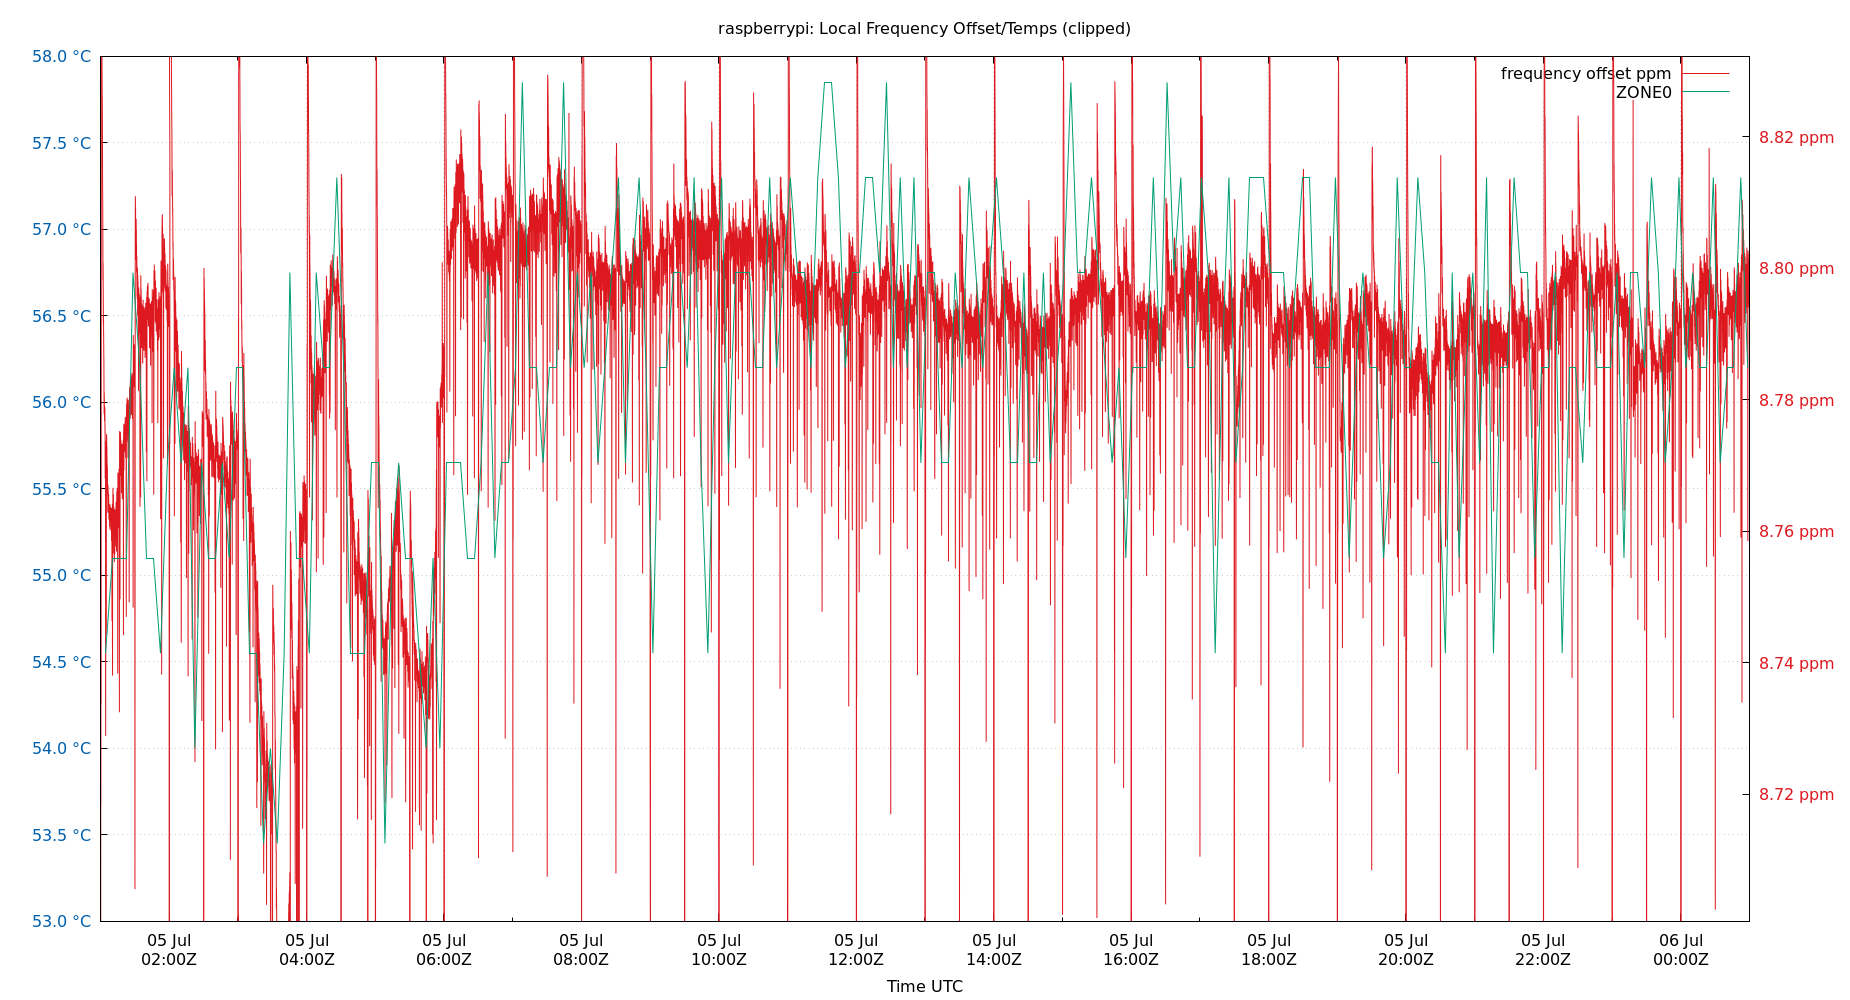 raspberrypi: Local Frequency Offset/Temps (clipped)
58.0 °C
57.5 °C
57.0 °C
56.5 °C
56.0 °C
55.5 °C
55.0 °C
54.5 °C
54.0 °C
53.5 °C
53.0 °C
frequency offset ppm
ZONE0
8.82 ppm
8.80 ppm
8.78 ppm
8.76 ppm
8.74 ppm
8.72 ppm
05 Jul 05 Jul 05 Jul 05 Jul 05 Jul 05 Jul 05 Jul 05 Jul 05 Jul 05 Jul 05 Jul 06 Jul
02:00Z 04:00Z 06:00Z 08:00Z 10:00Z 12:00Z 14:00Z 16:00Z 18:00Z 20:00Z 22:00Z 00:00Z
Time UTC